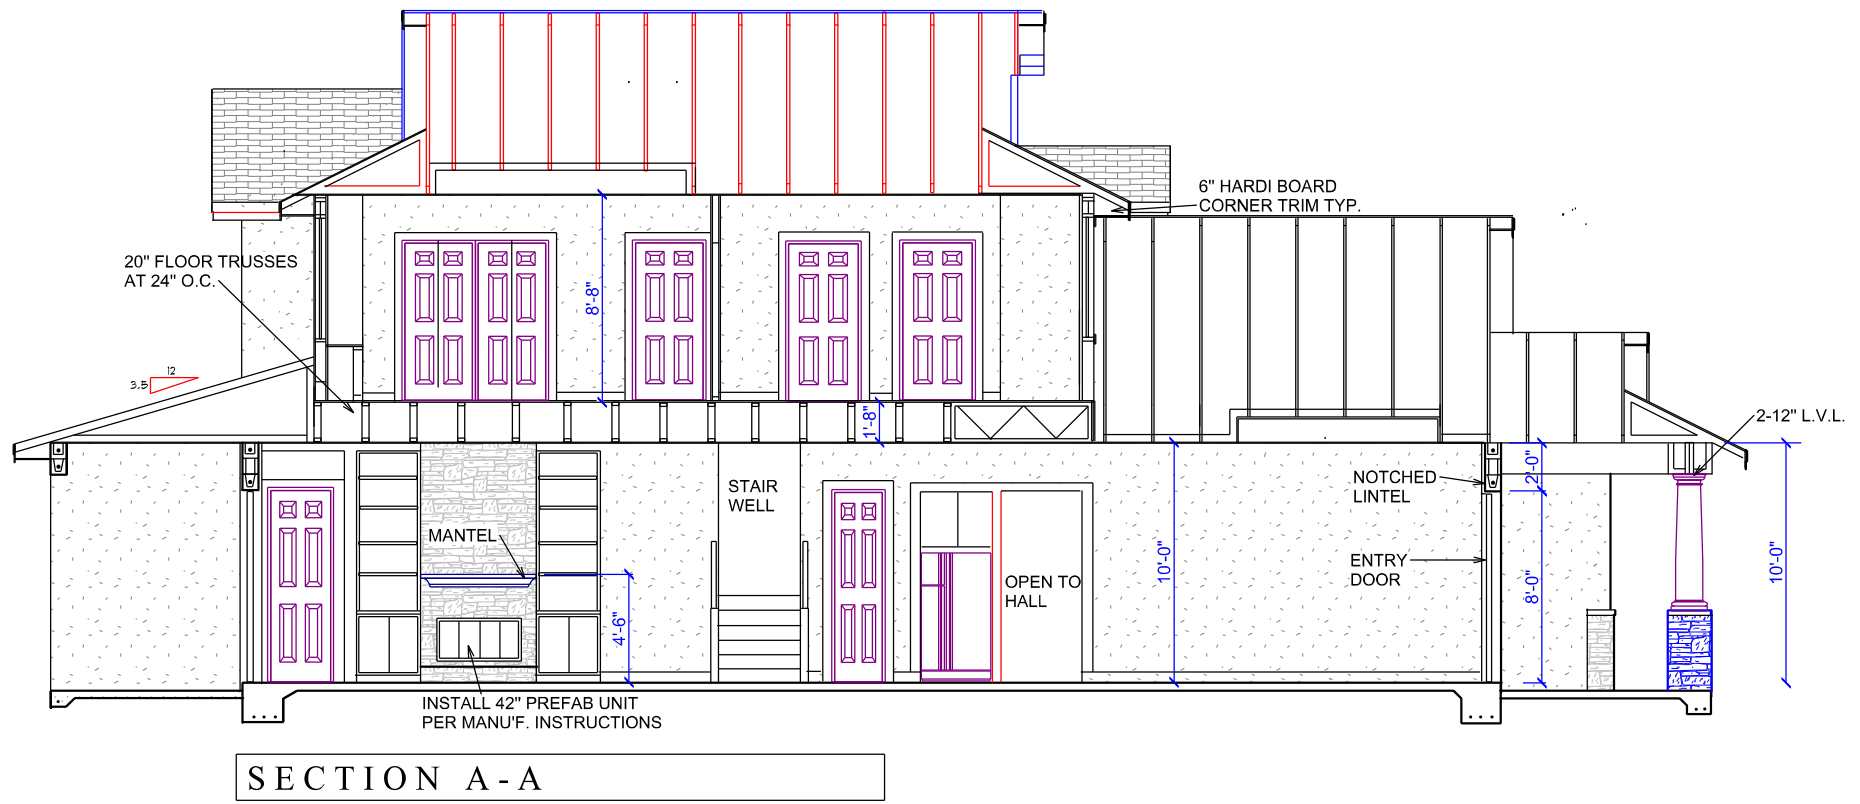 6" HARDI BOARD
CORNER TRIM TYP.
20" FLOOR TRUSSES
AT 24" O.C.
8'-8"
12
3.5
1'-8"
2-12" L.V.L.
STAIR
WELL
NOTCHED
LINTEL
2'-0"
MANTEL
10'-0"
ENTRY
DOOR
10'-0"
OPEN TO
HALL
8'-0"
4'-6"
INSTALL 42" PREFAB UNIT
PER MANU'F. INSTRUCTIONS
SECTION A-A